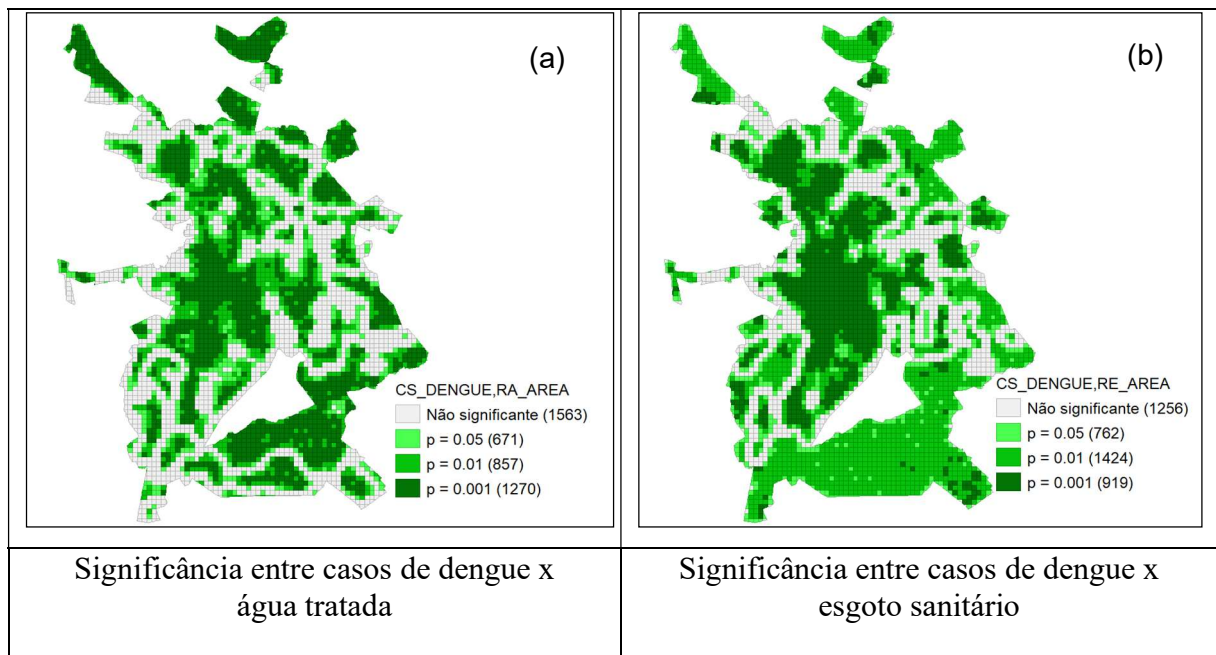 (a)
CS_DENGUE,RA_AREA
Não significante (1563)
p = 0.05 (671)
p = 0.01 (857)
p = 0.001 (1270)
(b)
CS_DENGUE,RE_AREA
Não significante (1256)
p = 0.05 (762)
p = 0.01 (1424)
p = 0.001 (919)
Significância entre casos de dengue x
água tratada
Significância entre casos de dengue x
esgoto sanitário